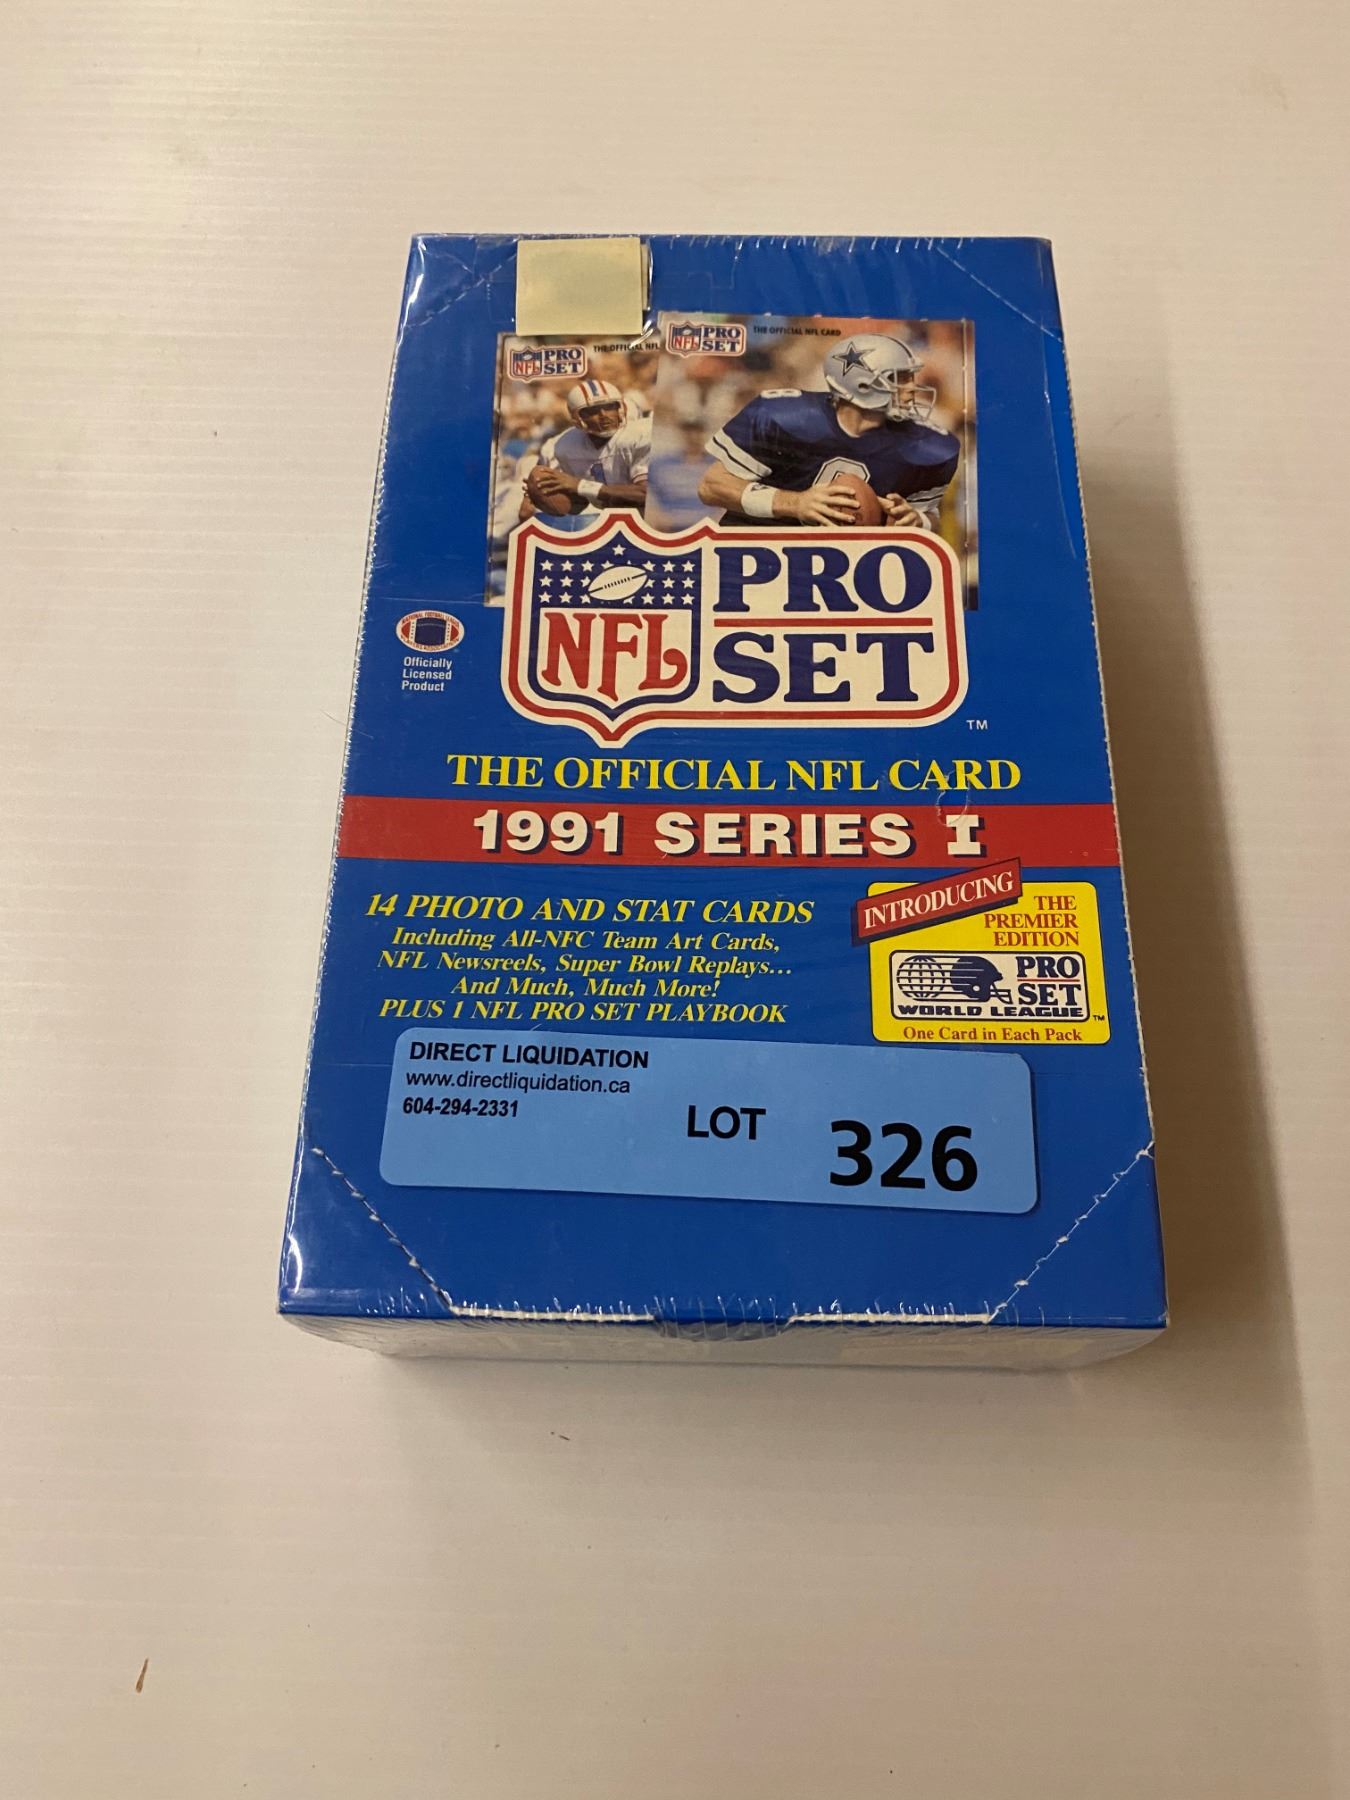 NFL PRO SET
THE OFFICIAL NFL
NFL PRO SET
THE OFFICIAL NFL CARD
NFL
PRO
SET
TM
Officially
Licensed
Product
THE OFFICIAL NFL CARD
1991 SERIES I
14 PHOTO AND STAT CARDS
Including All-NFC Team Art Cards,
NFL Newsreels, Super Bowl Replays...
And Much, Much More!
PLUS 1 NFL PRO SET PLAYBOOK
INTRODUCING
THE
PREMIER
EDITION
PRO
SET
WORLD LEAGUE TM
One Card in Each Pack
DIRECT LIQUIDATION
www.directliquidation.ca
604-294-2331
LOT 326